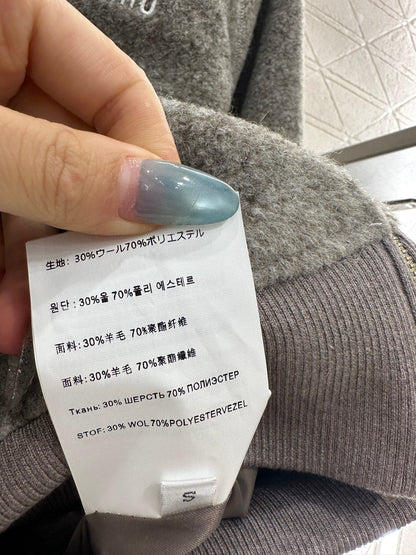 生地: 30%ウール70%ポリエステル
원단 : 30%울 70%폴리 에스테르
面料: 30%羊毛 70%聚酯纤维
面料: 30%羊毛 70%聚酯纖維
Ткань: 30% ШЕРСТЬ 70% ПОЛИЭСТЕР
STOF: 30% WOL 70%POLYESTERVEZEL
S